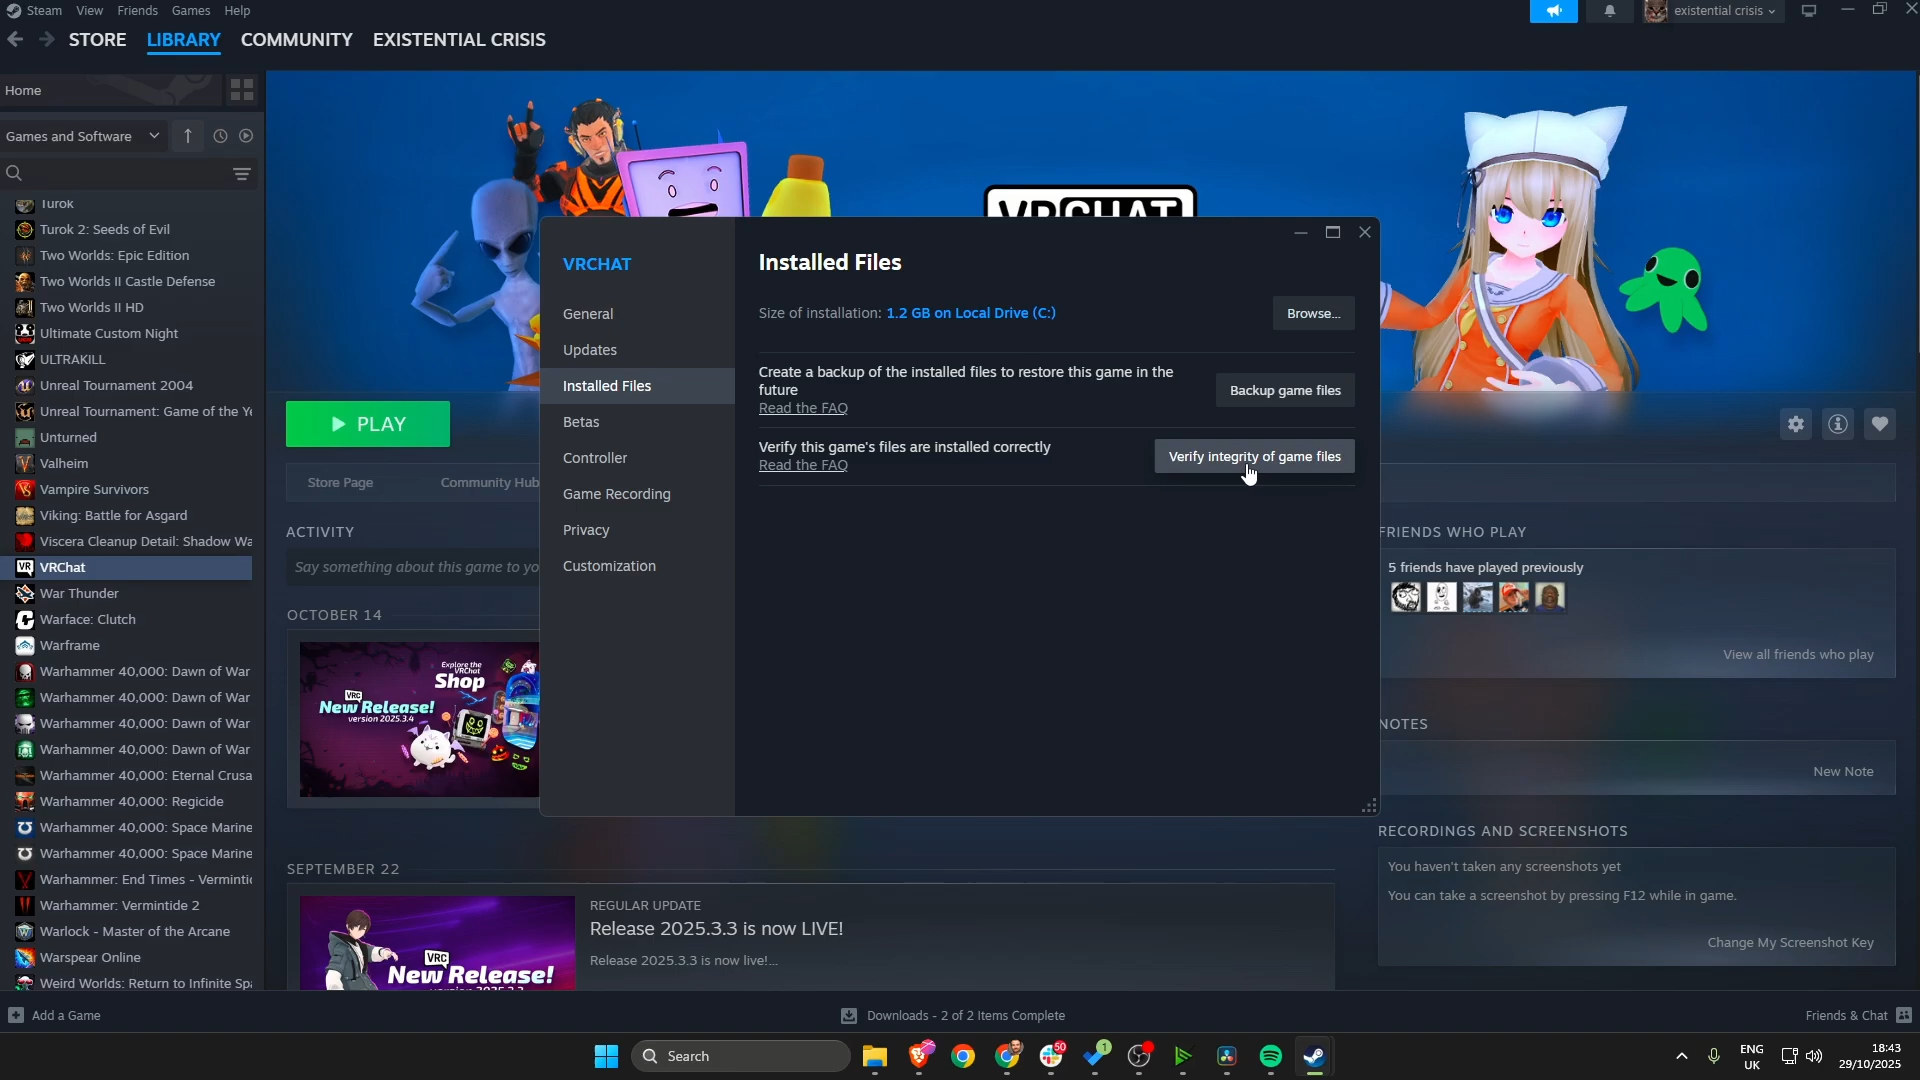 Steam View Friends Games Help
existential crisis
STORE LIBRARY COMMUNITY EXISTENTIAL CRISIS
Home
Games and Software
Turok
Turok 2: Seeds of Evil
Two Worlds: Epic Edition
Two Worlds II Castle Defense
Two Worlds II HD
Ultimate Custom Night
ULTRAKILL
Unreal Tournament 2004
Unreal Tournament: Game of the Ye
Unturned
Valheim
Vampire Survivors
Viking: Battle for Asgard
Viscera Cleanup Detail: Shadow Wa
VRChat
War Thunder
Warface: Clutch
Warframe
Warhammer 40,000: Dawn of War
Warhammer 40,000: Dawn of War
Warhammer 40,000: Dawn of War
Warhammer 40,000: Dawn of War
Warhammer 40,000: Eternal Crusa
Warhammer 40,000: Regicide
Warhammer 40,000: Space Marine
Warhammer 40,000: Space Marine
Warhammer: End Times - Verminti
Warhammer: Vermintide 2
Warlock - Master of the Arcane
Warspear Online
Weird Worlds: Return to Infinite Sp
Add a Game
VRCHAT
PLAY
Store Page Community Hub
ACTIVITY
Say something about this game to yo
OCTOBER 14
Explore the
VRChat
Shop
VRC
New Release!
version 2025.3.4
SEPTEMBER 22
VRC
New Release!
REGULAR UPDATE
Release 2025.3.3 is now LIVE!
Release 2025.3.3 is now live!...
VRCHAT
General
Updates
Installed Files
Betas
Controller
Game Recording
Privacy
Customization
Installed Files
Size of installation: 1.2 GB on Local Drive (C:)
Browse...
Create a backup of the installed files to restore this game in the
future
Read the FAQ
Backup game files
Verify this game's files are installed correctly
Read the FAQ
Verify integrity of game files
FRIENDS WHO PLAY
5 friends have played previously
View all friends who play
NOTES
New Note
RECORDINGS AND SCREENSHOTS
You haven't taken any screenshots yet
You can take a screenshot by pressing F12 while in game.
Change My Screenshot Key
Downloads - 2 of 2 Items Complete
Friends & Chat
Search
50
1
ENG
UK
18:43
29/10/2025